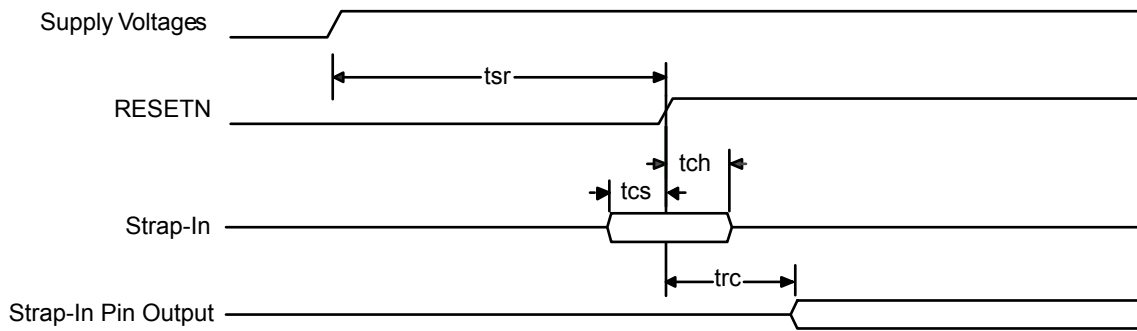 Supply Voltages
tsr
RESETN
tch
tcs
Strap-In
trc
Strap-In Pin Output